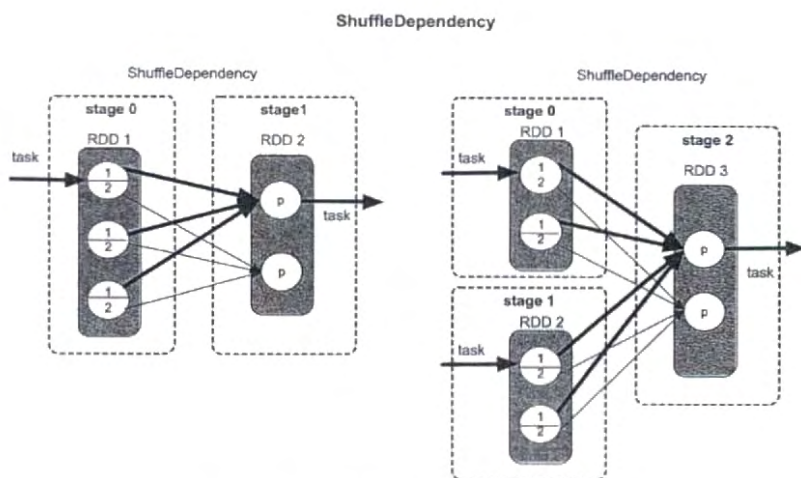 ShuffleDependency
ShuffleDependency
stage 0
stage1
RDD 1
RDD 2
task
1
2
1
2
1
2
p
p
task
ShuffleDependency
stage 0
RDD 1
task
1
2
1
2
stage 1
RDD 2
task
1
2
1
2
stage 2
RDD 3
p
p
task